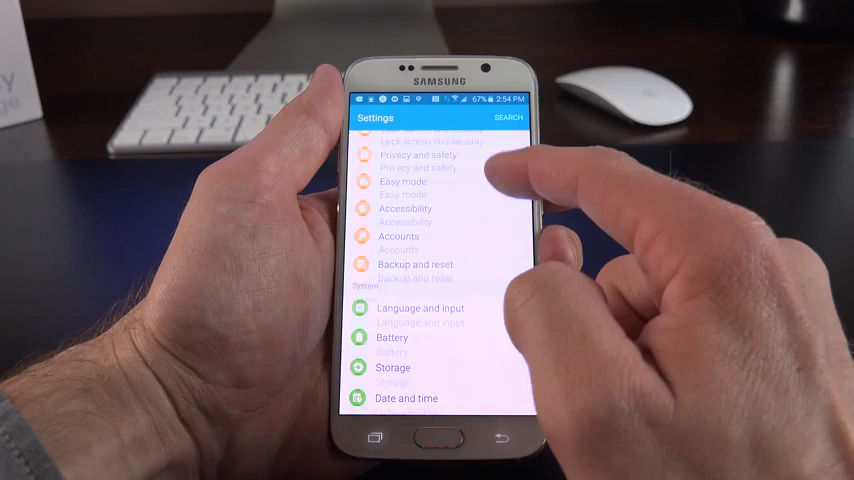 SAMSUNG
67% 2:54 PM
Settings
SEARCH
Lock screen and security
Privacy and safety
Privacy and safety
Easy mode
Easy mode
Accessibility
Accessibility
Accounts
Accounts
Backup and reset
Backup and reset
System
Language and input
Language and input
Battery
Battery
Storage
Storage
Date and time